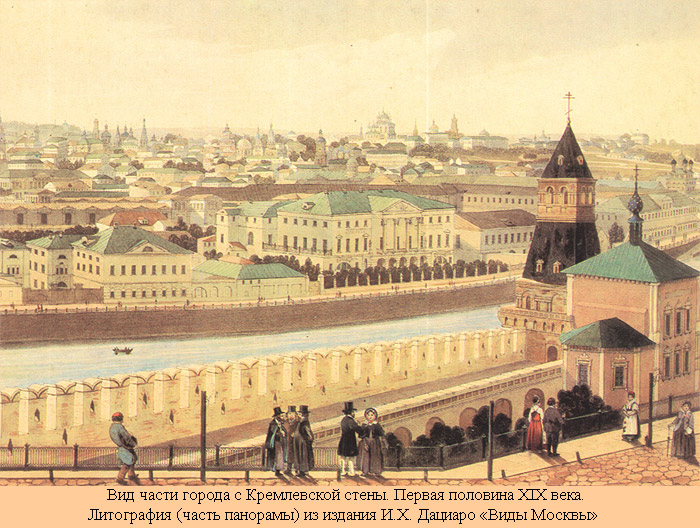 Вид части города с Кремлевской стены. Первая половина XIX века.
Литография (часть панорамы) из издания И.Х. Дациаро «Виды Москвы»